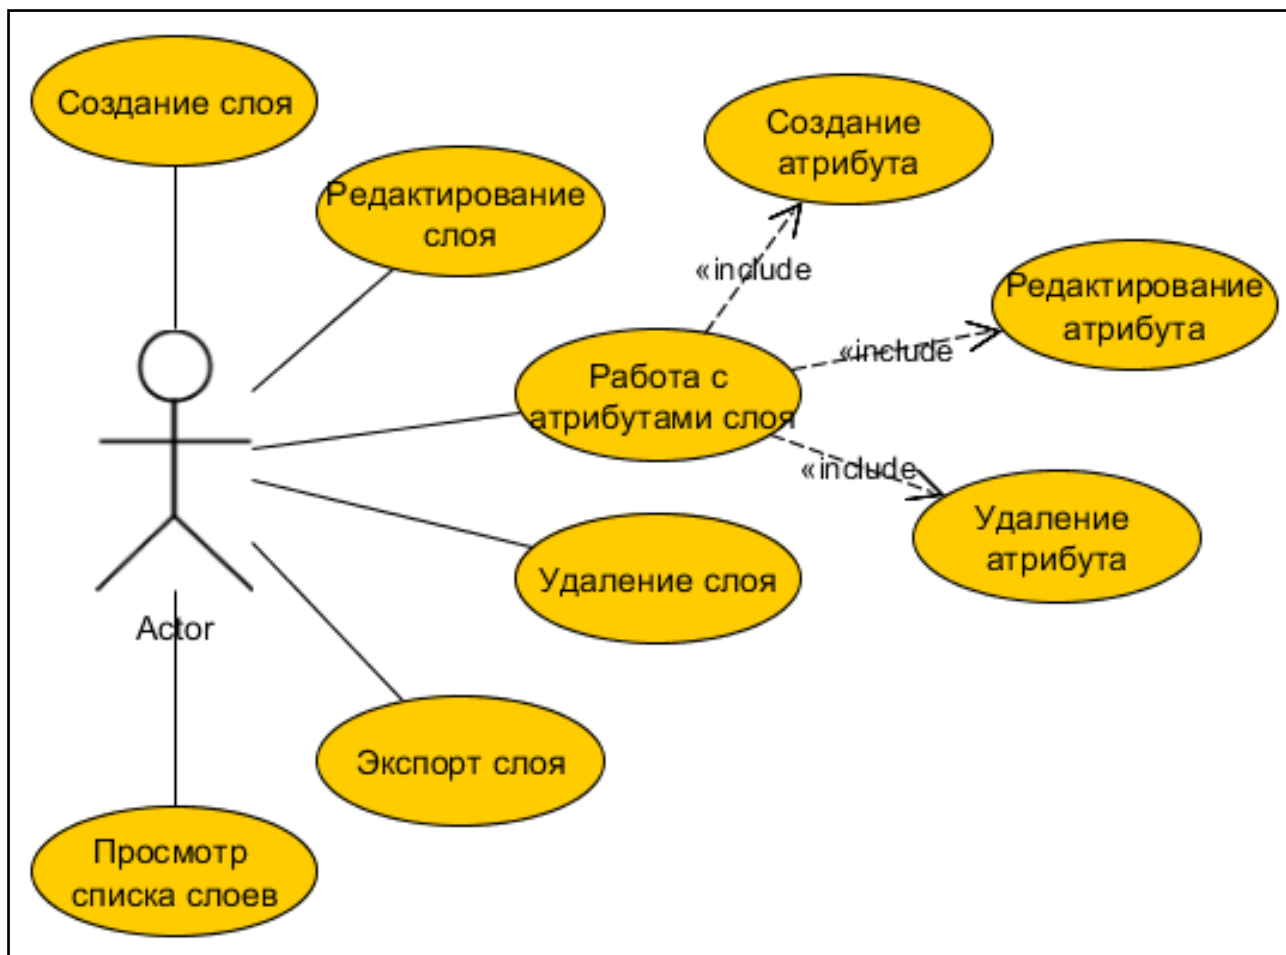 Создание слоя
Создание
атрибута
Редактирование
слоя
«include
Редактирование
атрибута
«include
Работа с
атрибутами слоя
«include
Удаление
атрибута
Удаление слоя
Actor
Экспорт слоя
Просмотр
списка слоев